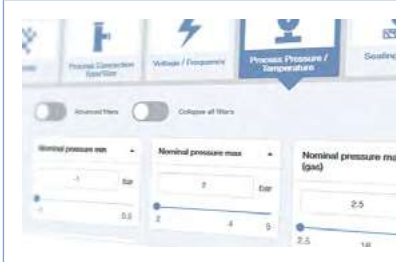 Process Connection
Type/Size
Voltage / Frequency
Process Pressure /
Temperature
Sealing
Advanced filters
Collapse all filters
Nominal pressure min
Nominal pressure max
Nominal pressure ma
(gas)
-1
bar
2
bar
2.5
-1
0.5
2
4
5
2.5